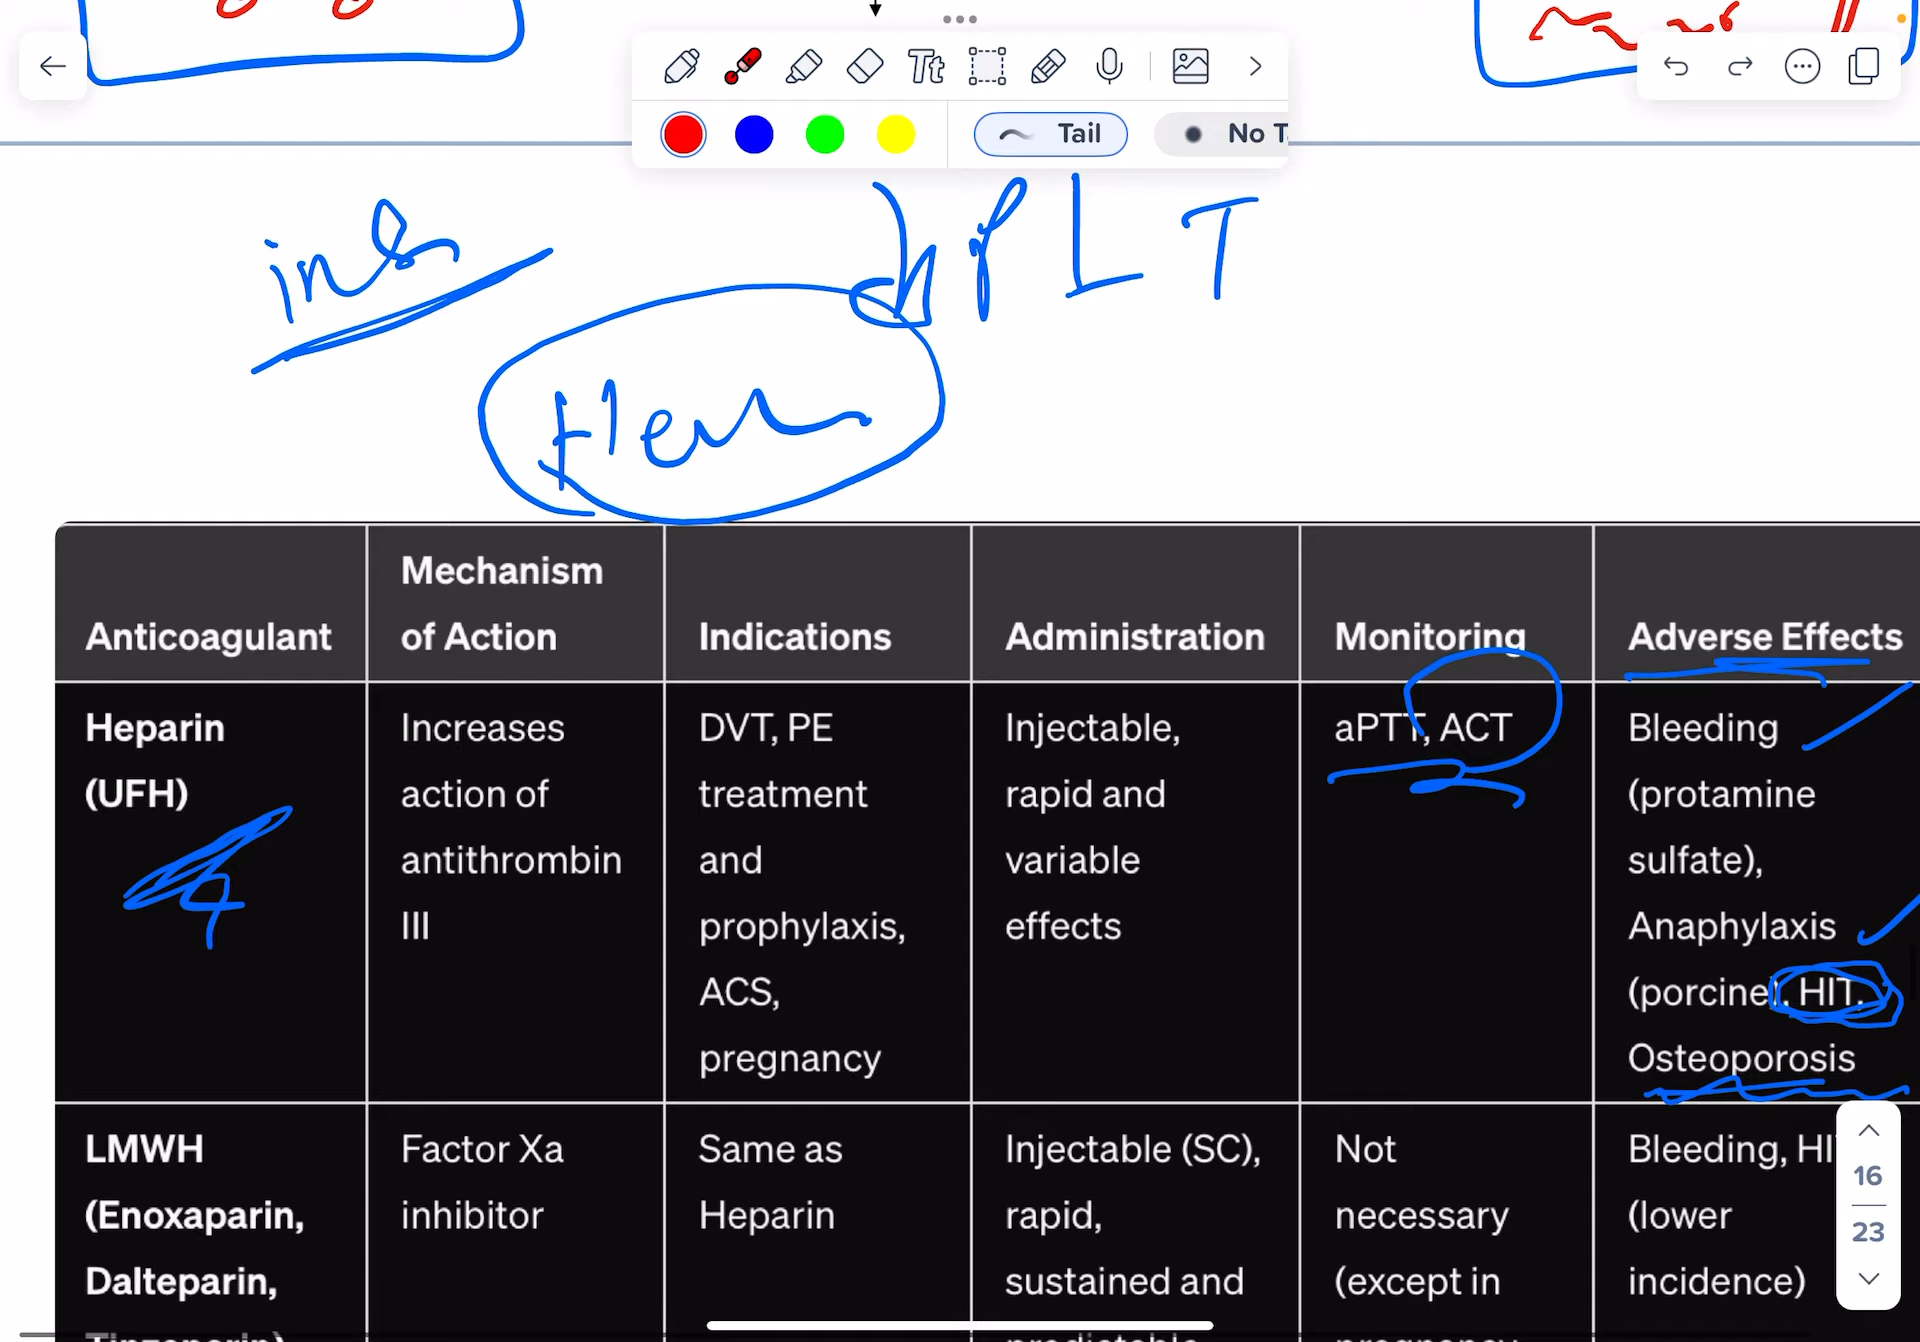 Tt
Tail
No T
PLT
Anticoagulant
Mechanism
of Action
Indications
Administration
Monitoring
Adverse Effects
Heparin
(UFH)
Increases
action of
antithrombin
III
DVT, PE
treatment
and
prophylaxis,
ACS,
pregnancy
Injectable,
rapid and
variable
effects
aPTT, ACT
Bleeding
(protamine
sulfate),
Anaphylaxis
(porcine), HIT,
Osteoporosis
LMWH
(Enoxaparin,
Dalteparin,
Factor Xa
inhibitor
Same as
Heparin
Injectable (SC),
rapid,
sustained and
Not
necessary
(except in
Bleeding, HI
(lower
incidence)
16
23